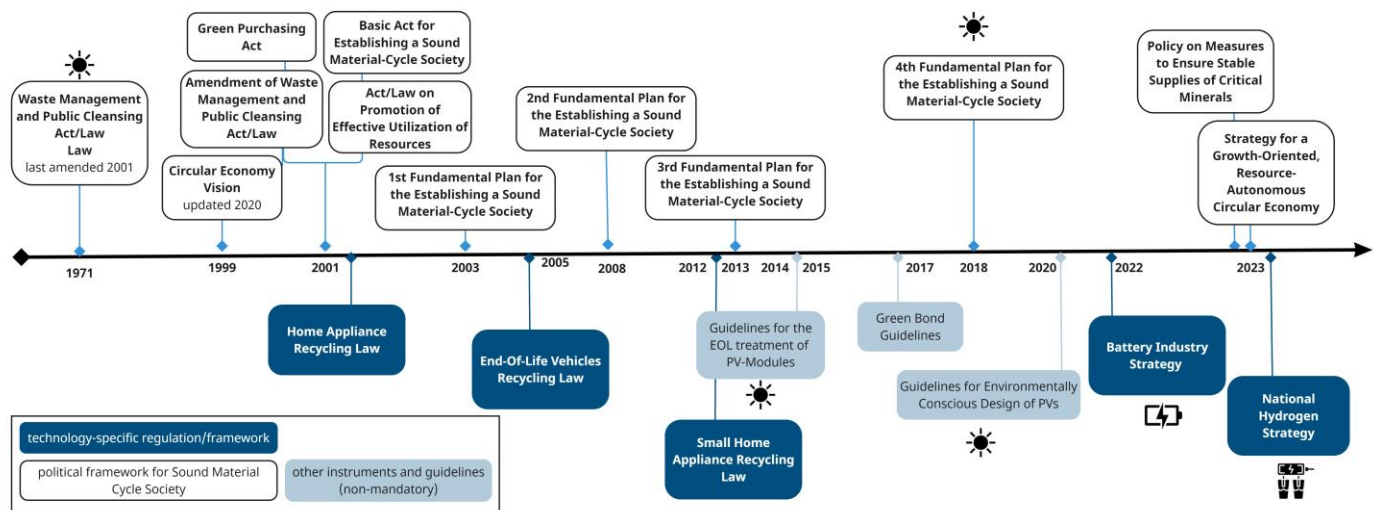 Green Purchasing
Act
Basic Act for
Establishing a Sound
Material-Cycle Society
Waste Management
and Public Cleansing
Act/Law
Law
last amended 2001
Amendment of Waste
Management and
Public Cleansing
Act/Law
Act/Law on
Promotion of
Effective Utilization of
Resources
Circular Economy
Vision
updated 2020
1st Fundamental Plan for
the Establishing a Sound
Material-Cycle Society
2nd Fundamental Plan for
the Establishing a Sound
Material-Cycle Society
3rd Fundamental Plan for
the Establishing a Sound
Material-Cycle Society
4th Fundamental Plan for
the Establishing a Sound
Material-Cycle Society
Policy on Measures
to Ensure Stable
Supplies of Critical
Minerals
Strategy for a
Growth-Oriented,
Resource-
Autonomous
Circular Economy
1971
1999
2001
2003
2005
2008
2012
2013
2014
2015
2017
2018
2020
2022
2023
Home Appliance
Recycling Law
End-Of-Life Vehicles
Recycling Law
Guidelines for the
EOL treatment of
PV-Modules
Small Home
Appliance Recycling
Law
Green Bond
Guidelines
Guidelines for Environmentally
Conscious Design of PVs
Battery Industry
Strategy
National
Hydrogen
Strategy
technology-specific regulation/framework
political framework for Sound Material
Cycle Society
other instruments and guidelines
(non-mandatory)